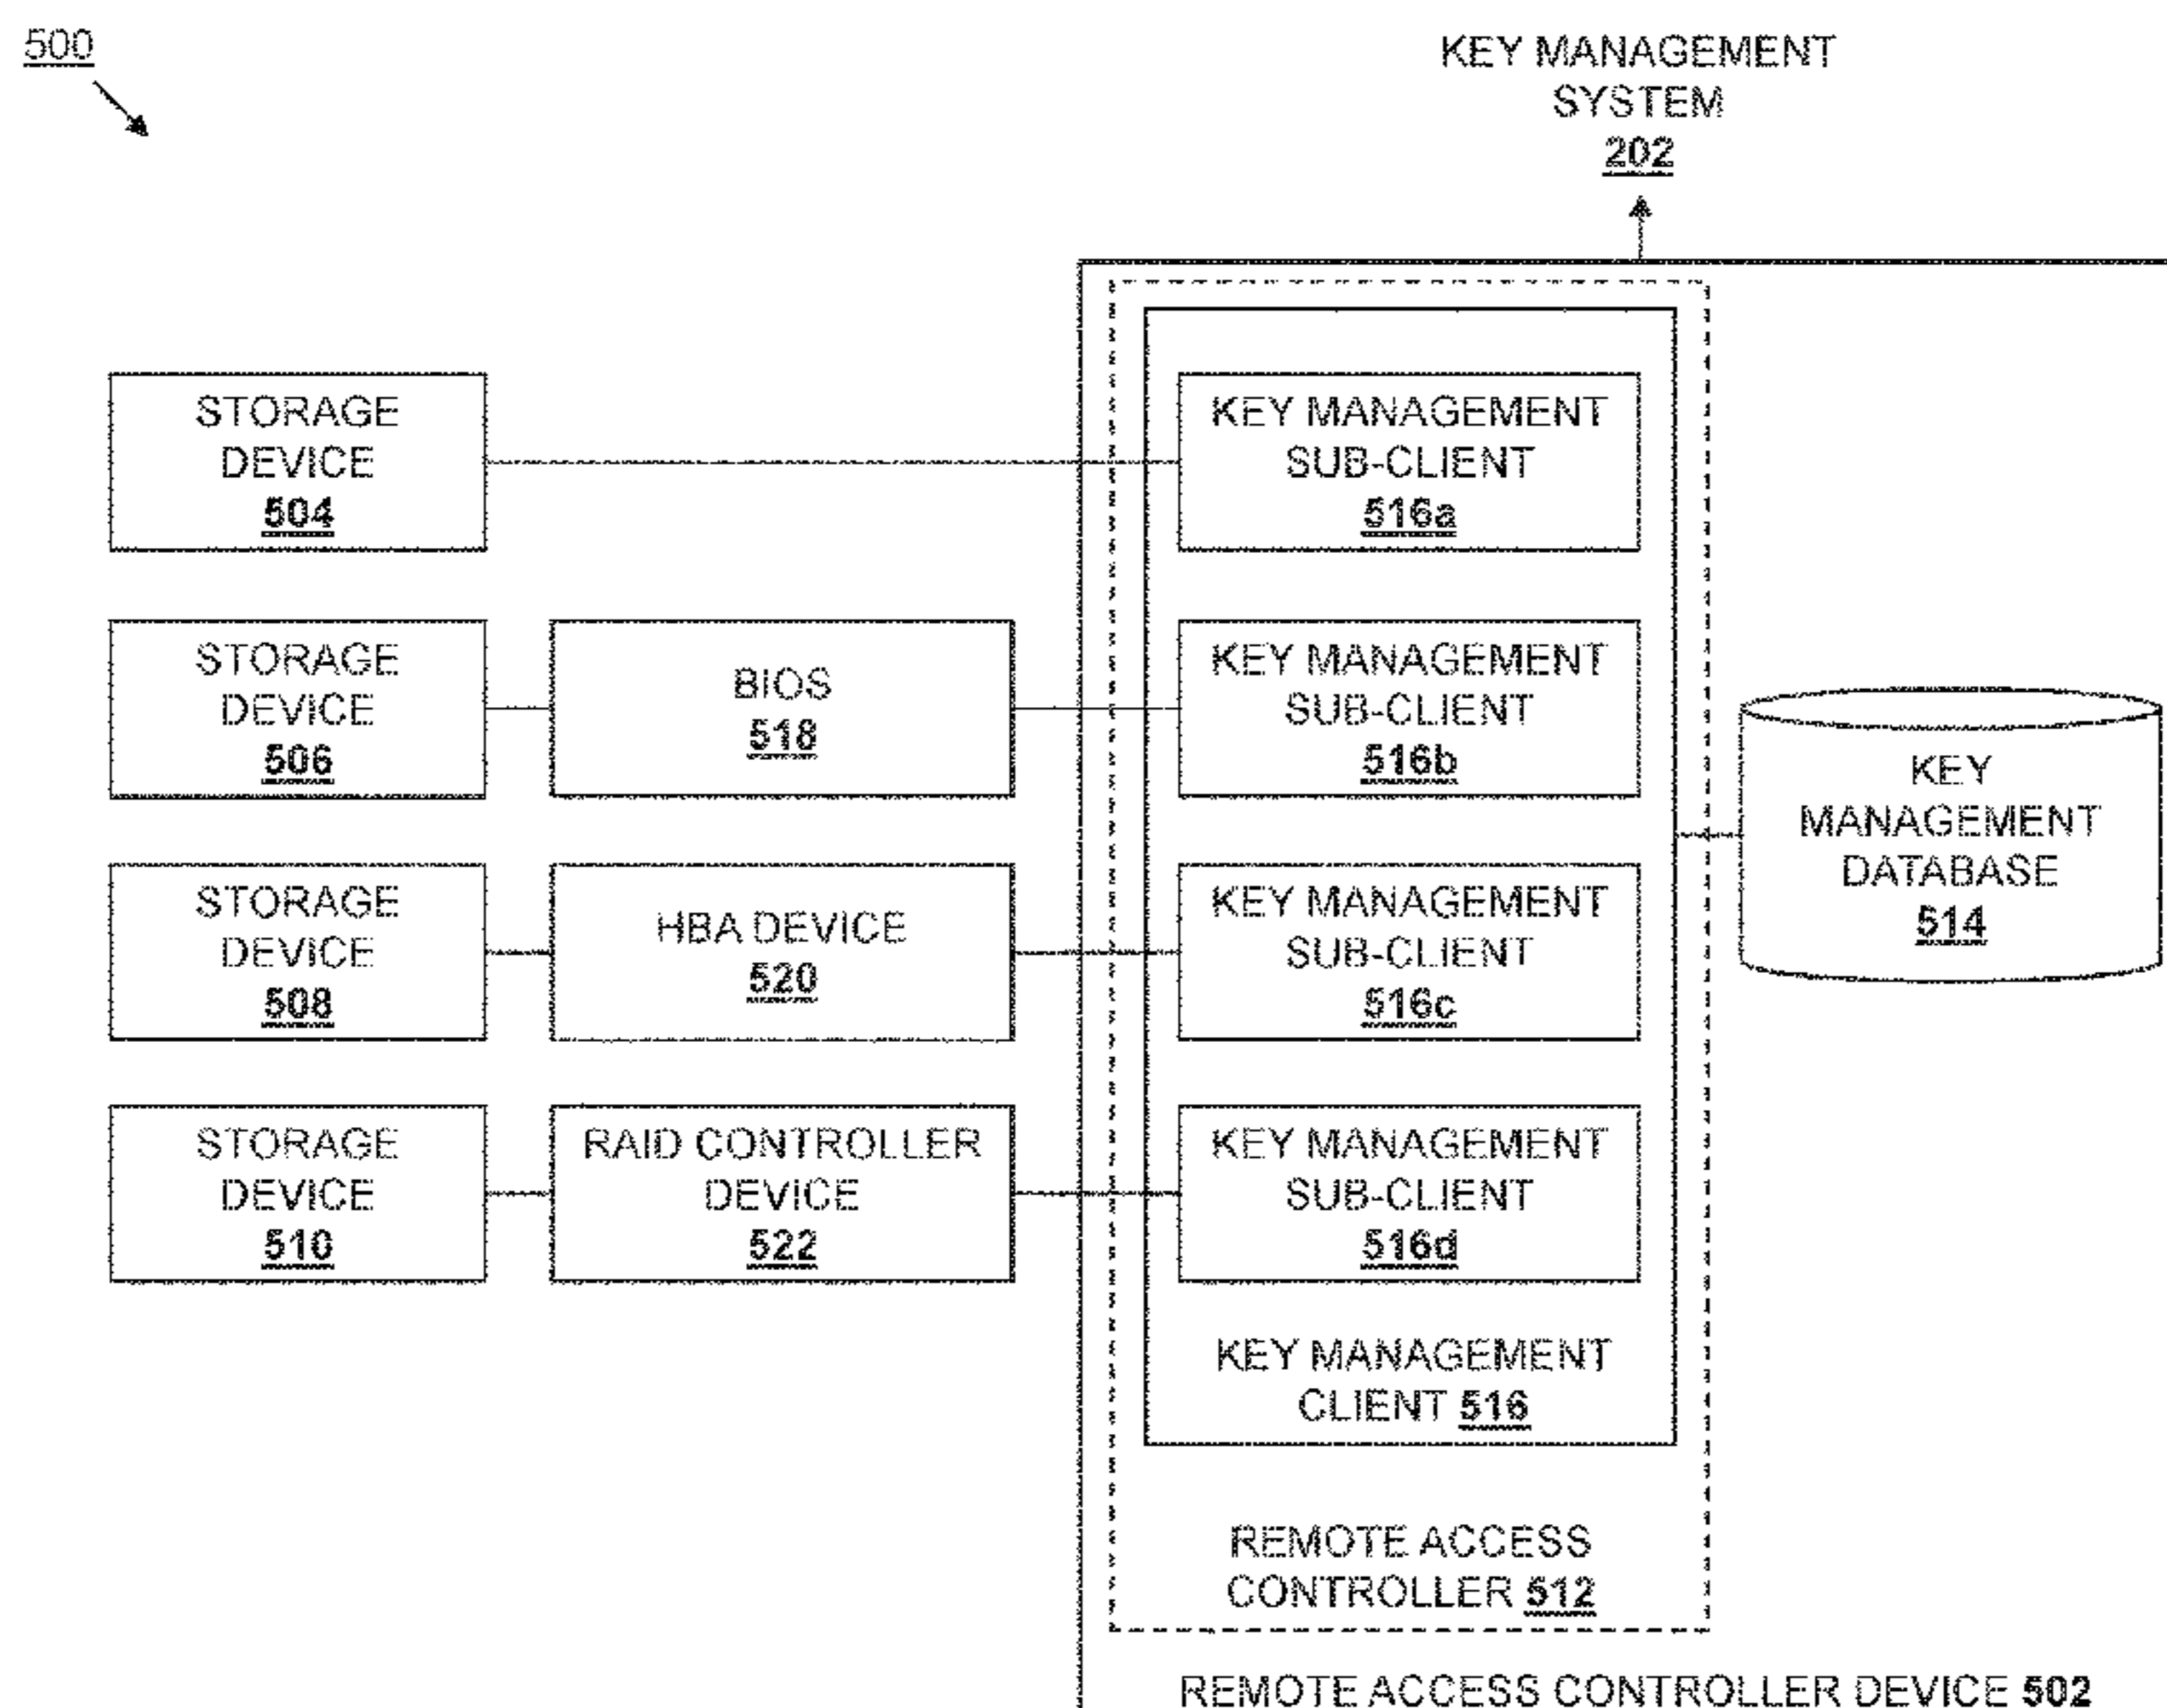 500
KEY MANAGEMENT
SYSTEM
202
STORAGE
DEVICE
504
KEY MANAGEMENT
SUB-CLIENT
516a
STORAGE
DEVICE
506
BIOS
518
KEY MANAGEMENT
SUB-CLIENT
516b
KEY
MANAGEMENT
DATABASE
514
STORAGE
DEVICE
508
HBA DEVICE
520
KEY MANAGEMENT
SUB-CLIENT
516c
STORAGE
DEVICE
510
RAID CONTROLLER
DEVICE
522
KEY MANAGEMENT
SUB-CLIENT
516d
KEY MANAGEMENT
CLIENT 516
REMOTE ACCESS
CONTROLLER 512
REMOTE ACCESS CONTROLLER DEVICE 502